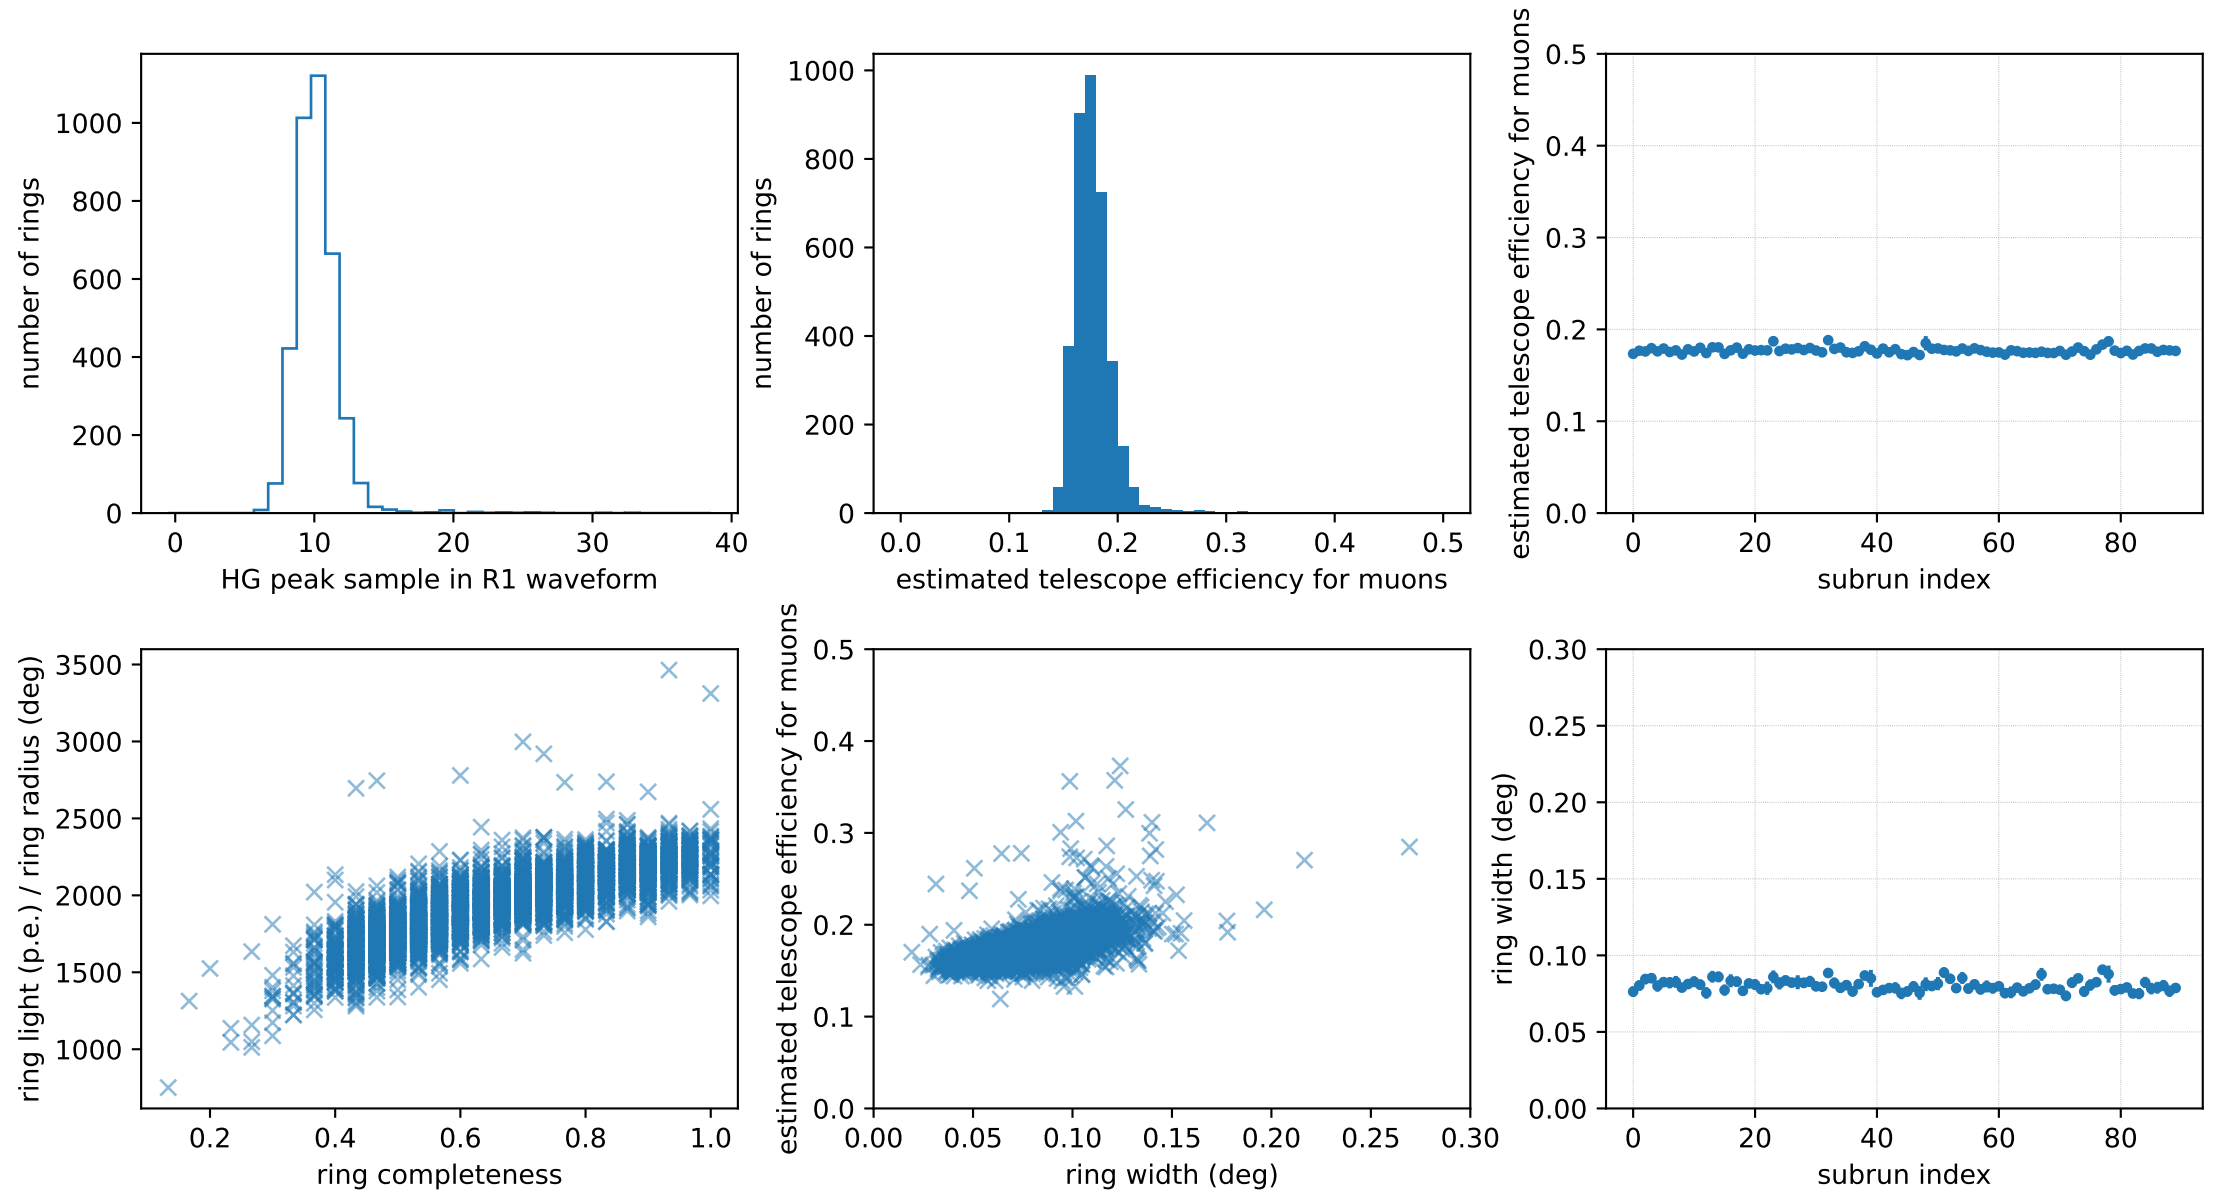 number of rings
1000
800
600
400
200
0
0 10 20 30 40
HG peak sample in R1 waveform
number of rings
1000
800
600
400
200
0
0.0 0.1 0.2 0.3 0.4 0.5
estimated telescope efficiency for muons
estimated telescope efficiency for muons
0.5
0.4
0.3
0.2
0.1
0.0
0 20 40 60 80
subrun index
ring light (p.e.) / ring radius (deg)
3500
3000
2500
2000
1500
1000
0.2 0.4 0.6 0.8 1.0
ring completeness
estimated telescope efficiency for muons
0.5
0.4
0.3
0.2
0.1
0.0
0.00 0.05 0.10 0.15 0.20 0.25 0.30
ring width (deg)
ring width (deg)
0.30
0.25
0.20
0.15
0.10
0.05
0.00
0 20 40 60 80
subrun index